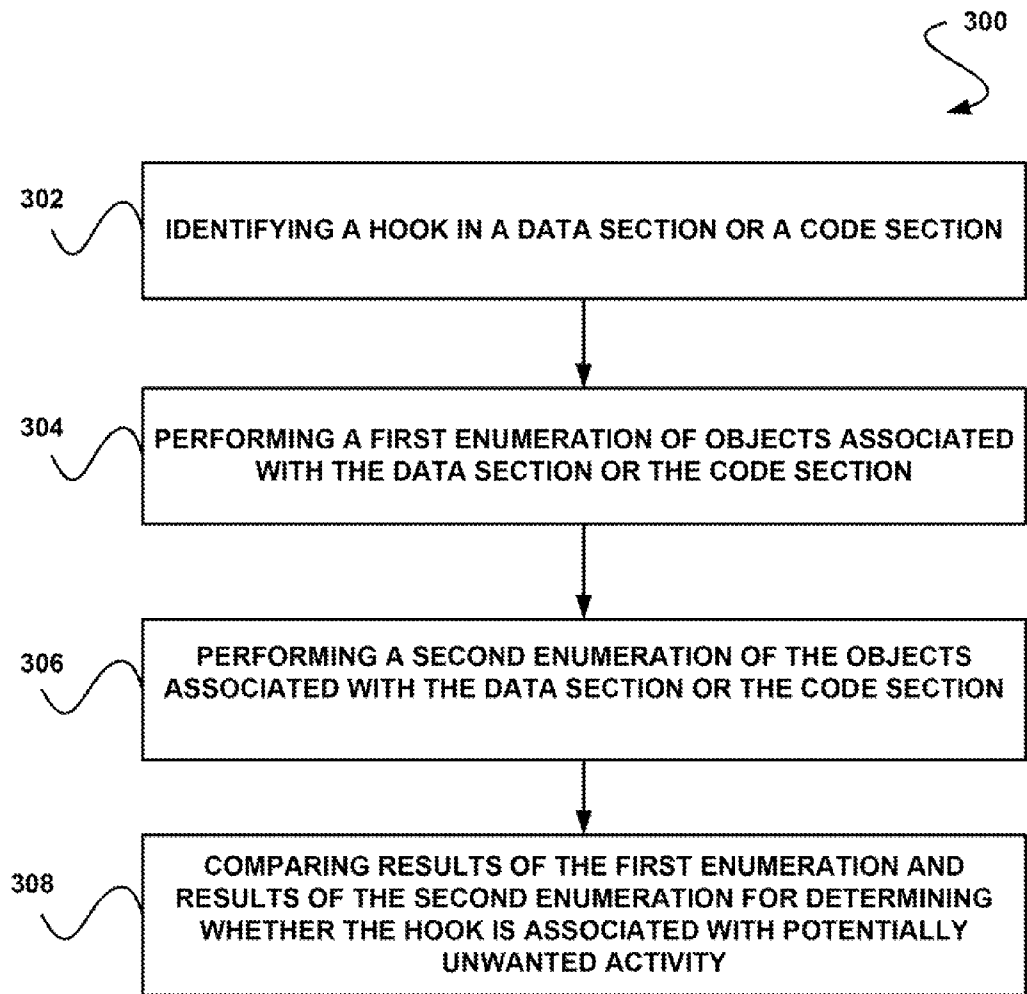 300
302
IDENTIFYING A HOOK IN A DATA SECTION OR A CODE SECTION
304
PERFORMING A FIRST ENUMERATION OF OBJECTS ASSOCIATED
WITH THE DATA SECTION OR THE CODE SECTION
306
PERFORMING A SECOND ENUMERATION OF THE OBJECTS
ASSOCIATED WITH THE DATA SECTION OR THE CODE SECTION
308
COMPARING RESULTS OF THE FIRST ENUMERATION AND
RESULTS OF THE SECOND ENUMERATION FOR DETERMINING
WHETHER THE HOOK IS ASSOCIATED WITH POTENTIALLY
UNWANTED ACTIVITY